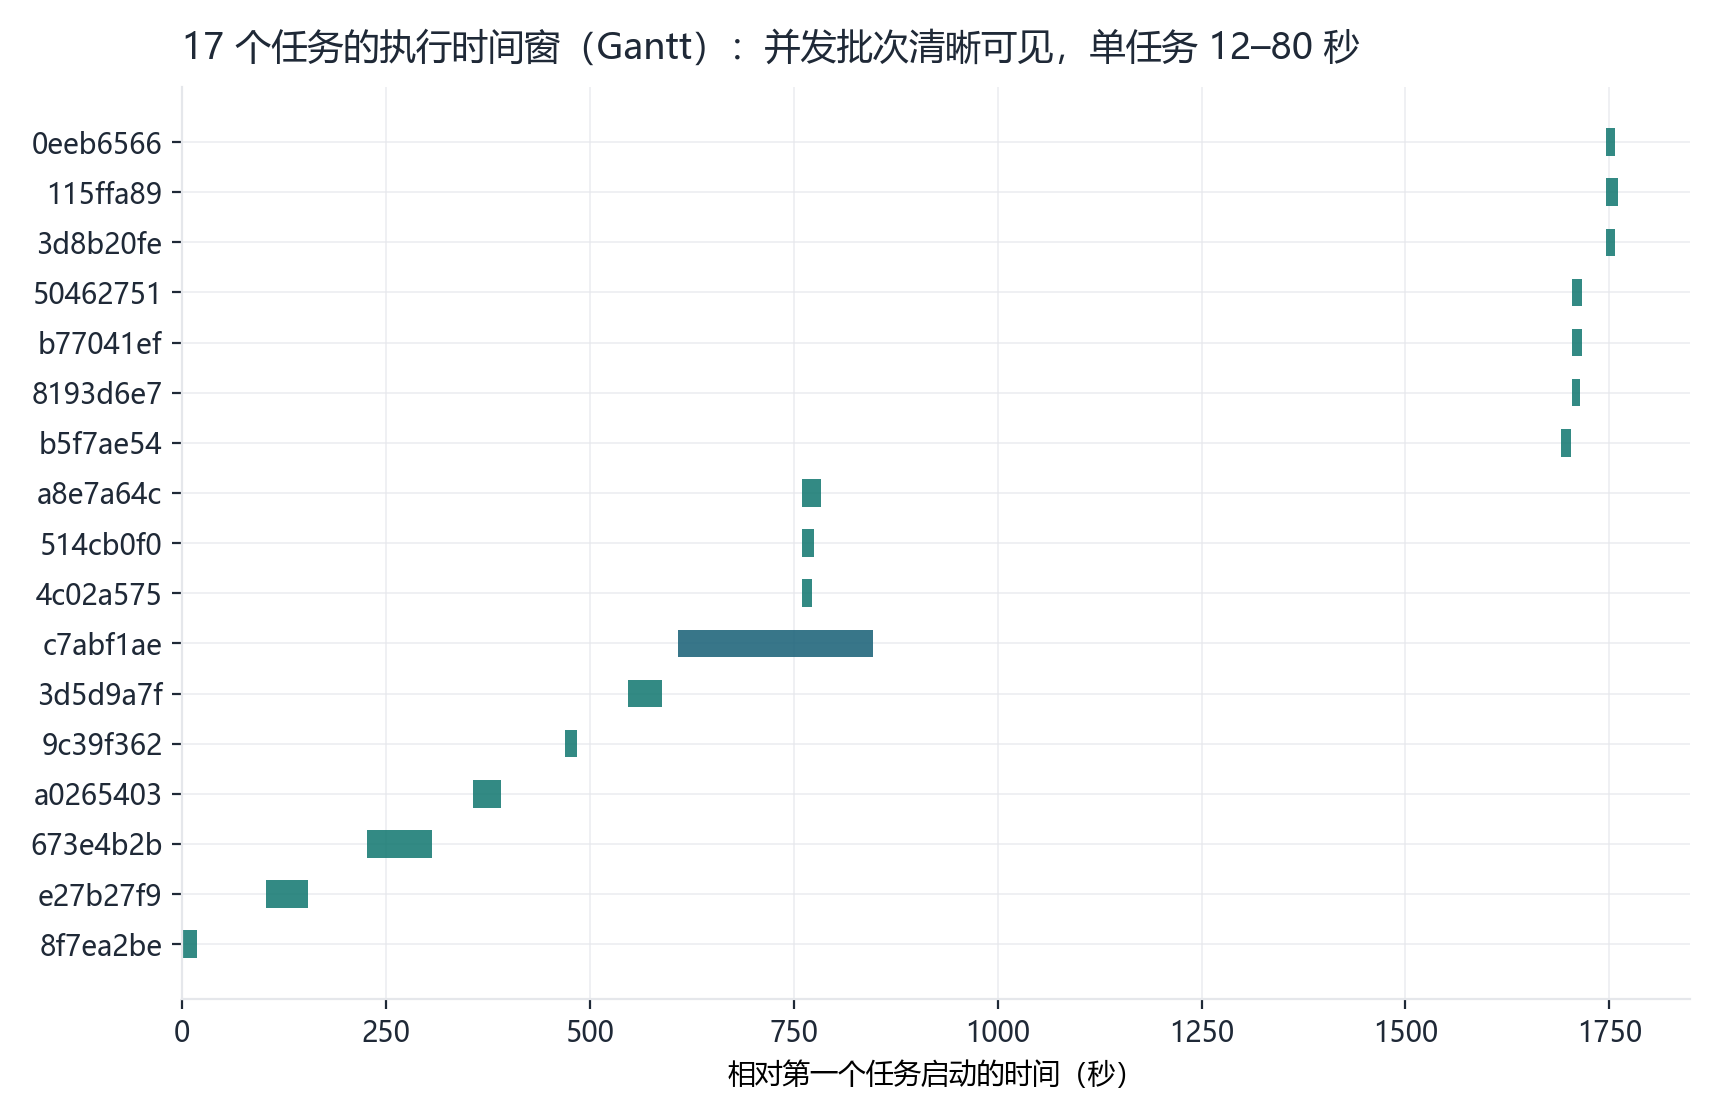 17 个任务的执行时间窗（Gantt）：并发批次清晰可见，单任务 12–80 秒
0eeb6566
115ffa89
3d8b20fe
50462751
b77041ef
8193d6e7
b5f7ae54
a8e7a64c
514cb0f0
4c02a575
c7abf1ae
3d5d9a7f
9c39f362
a0265403
673e4b2b
e27b27f9
8f7ea2be
0 250 500 750 1000 1250 1500 1750
相对第一个任务启动的时间（秒）